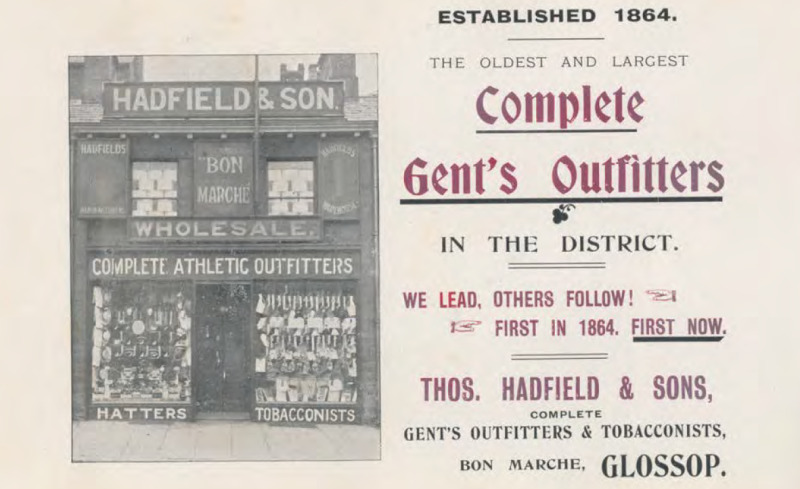 HADFIELD & SON.
HADFIELDS
"BON
MARCHÉ
WHOLESALE.
COMPLETE ATHLETIC OUTFITTERS
HATTERS
TOBACCONISTS
ESTABLISHED 1864.
THE OLDEST AND LARGEST
Complete
Gent's Outfitters
IN THE DISTRICT.
WE LEAD, OTHERS FOLLOW!
FIRST IN 1864. FIRST NOW.
THOS. HADFIELD & SONS,
COMPLETE
GENT'S OUTFITTERS & TOBACCONISTS,
BON MARCHE, GLOSSOP.